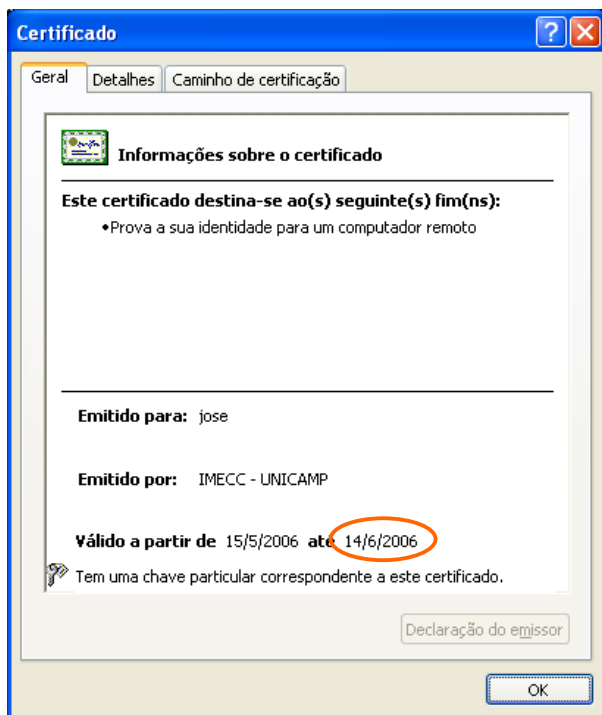 Certificado
Geral Detalhes Caminho de certificação
Informações sobre o certificado
Este certificado destina-se ao(s) seguinte(s) fim(ns):
•Prova a sua identidade para um computador remoto
Emitido para: jose
Emitido por: IMECC - UNICAMP
Válido a partir de 15/5/2006 até 14/6/2006
Tem uma chave particular correspondente a este certificado.
Declaração do emissor
OK